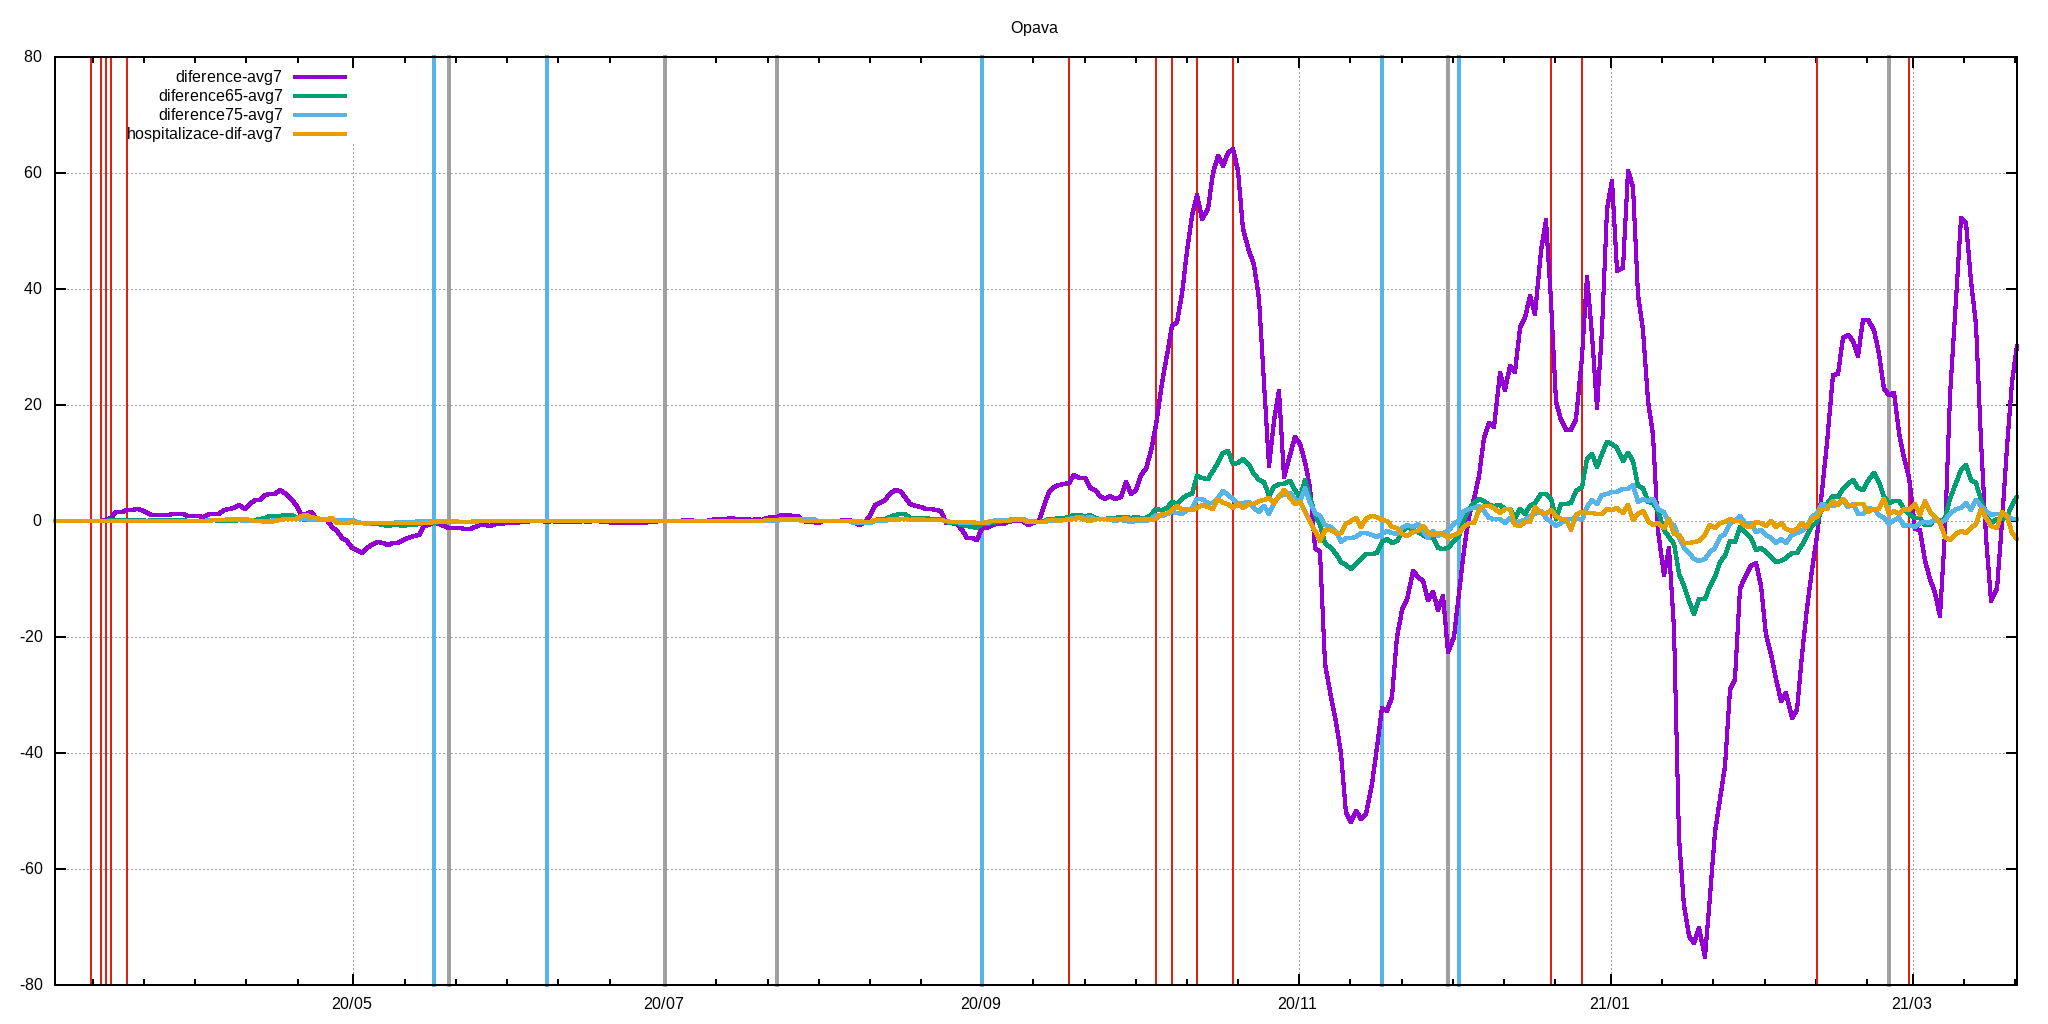 Opava
diference-avg7
diference65-avg7
diference75-avg7
hospitalizace-dif-avg7
80
60
40
20
0
-20
-40
-60
-80
20/05 20/07 20/09 20/11 21/01 21/03